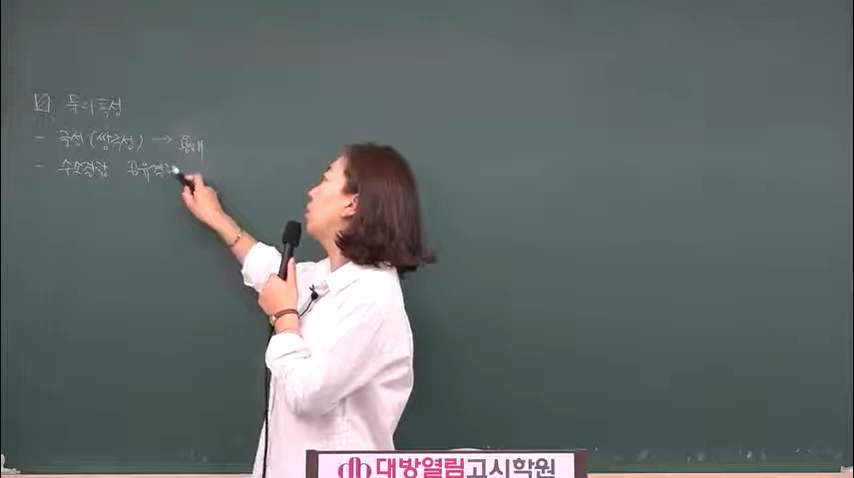 ☑ 물의 특성
- 극성(쌍극성) → 용매
- 수소결합 공유결합
대방열림고시학원